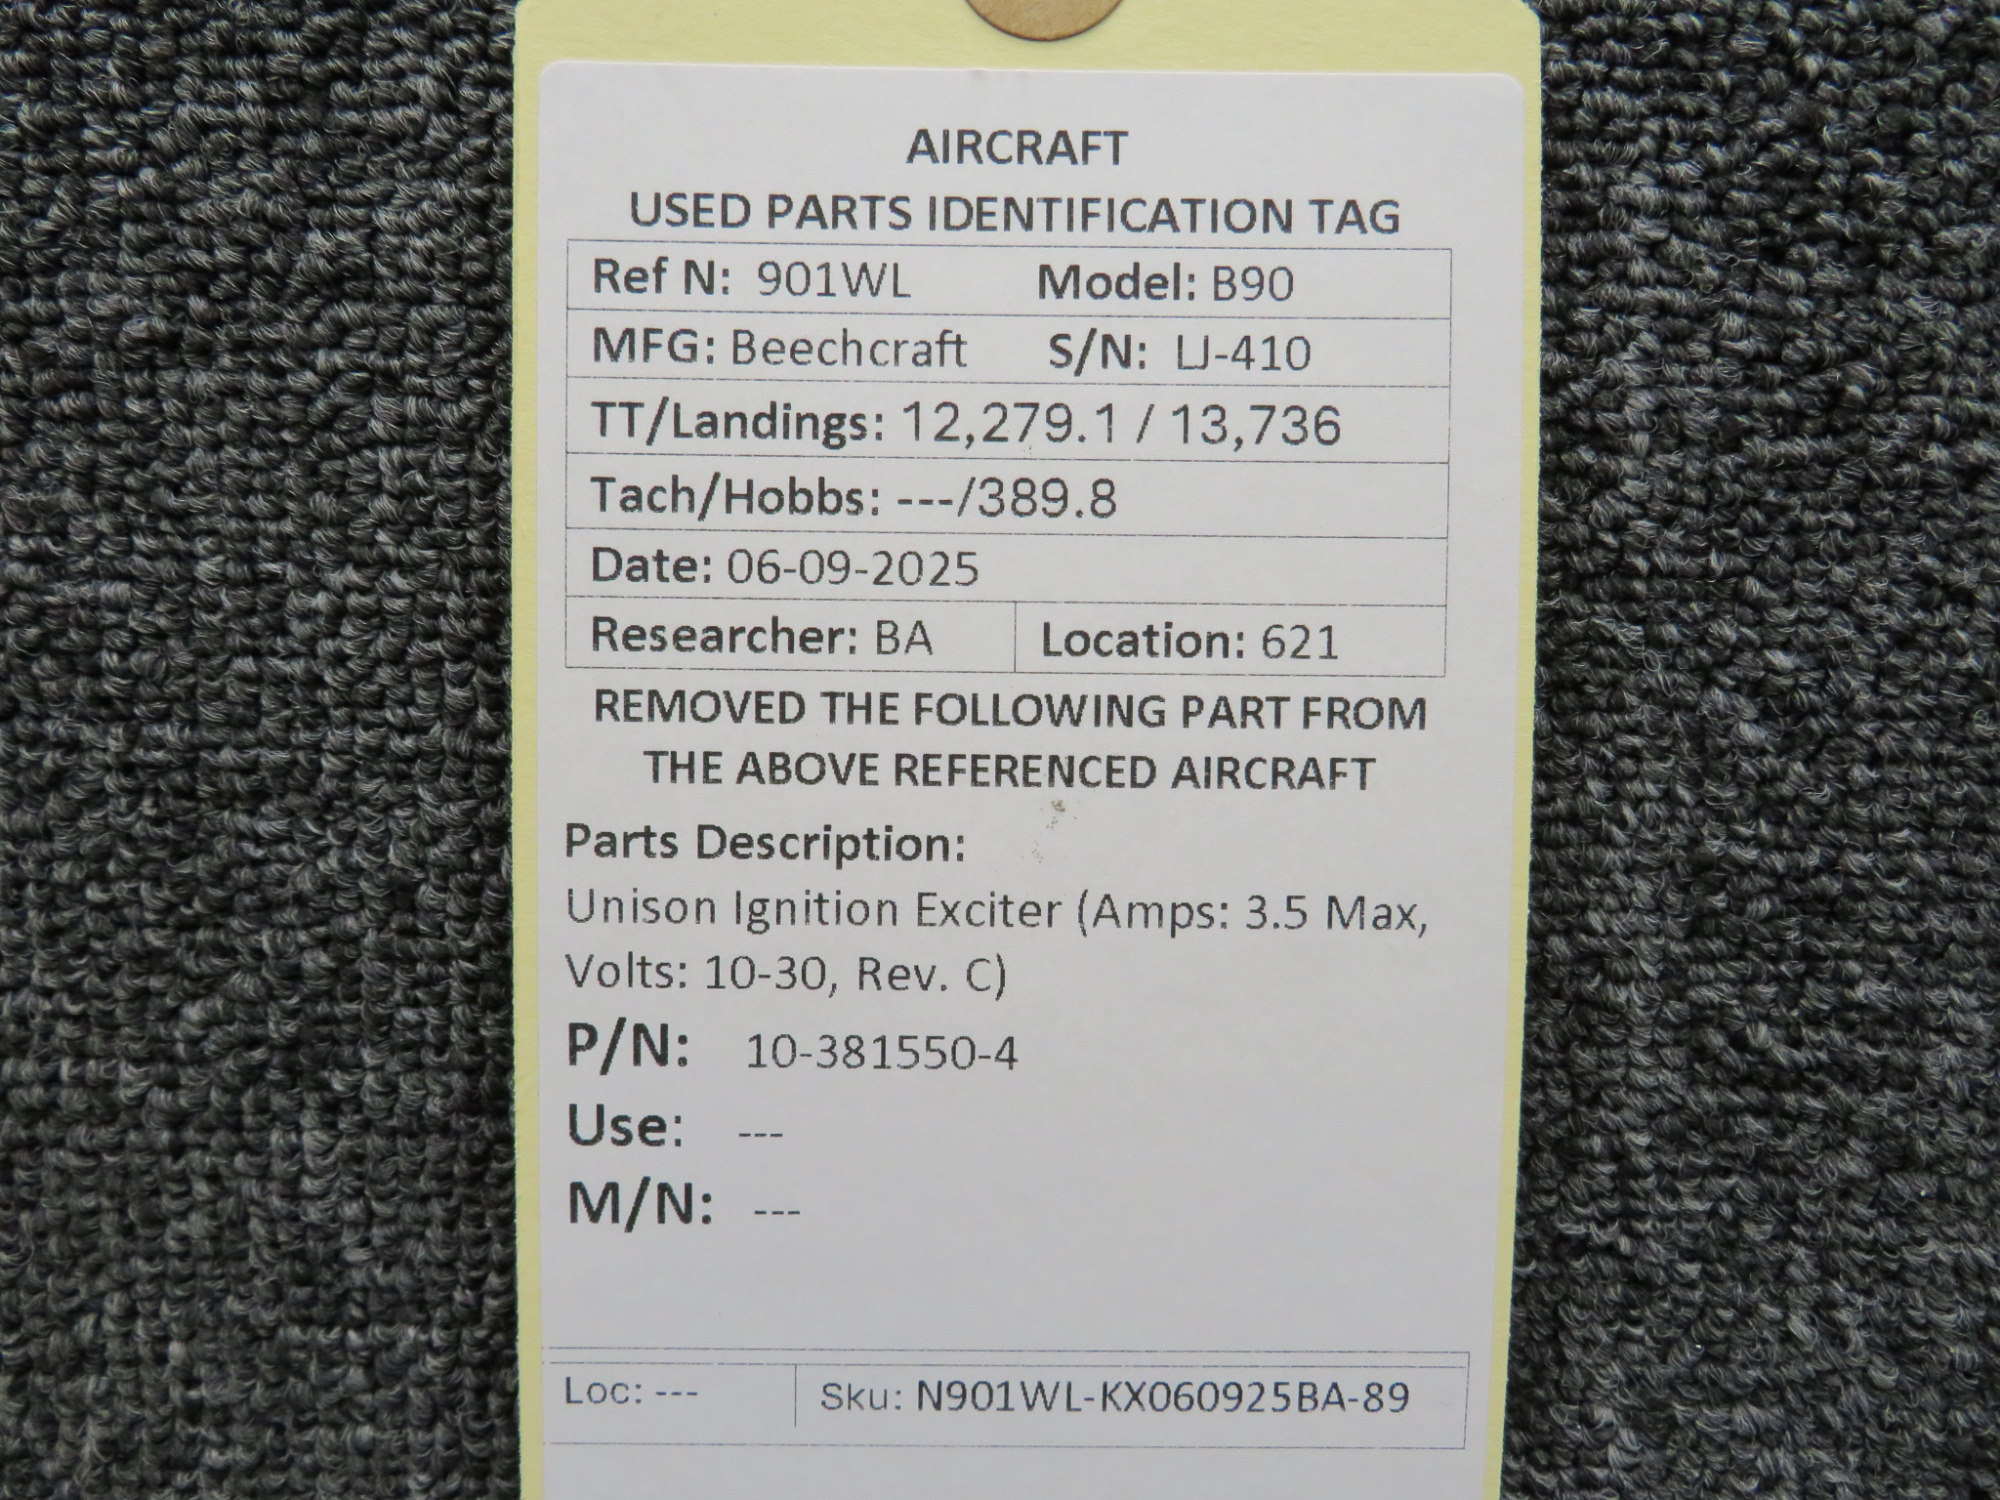 AIRCRAFT
USED PARTS IDENTIFICATION TAG
Ref N: 901WL Model: B90
MFG: Beechcraft S/N: LJ-410
TT/Landings: 12,279.1 / 13,736
Tach/Hobbs: ---/389.8
Date: 06-09-2025
Researcher: BA Location: 621
REMOVED THE FOLLOWING PART FROM
THE ABOVE REFERENCED AIRCRAFT
Parts Description:
Unison Ignition Exciter (Amps: 3.5 Max,
Volts: 10-30, Rev. C)
P/N: 10-381550-4
Use: ---
M/N: ---
Loc: --- Sku: N901WL-KX060925BA-89